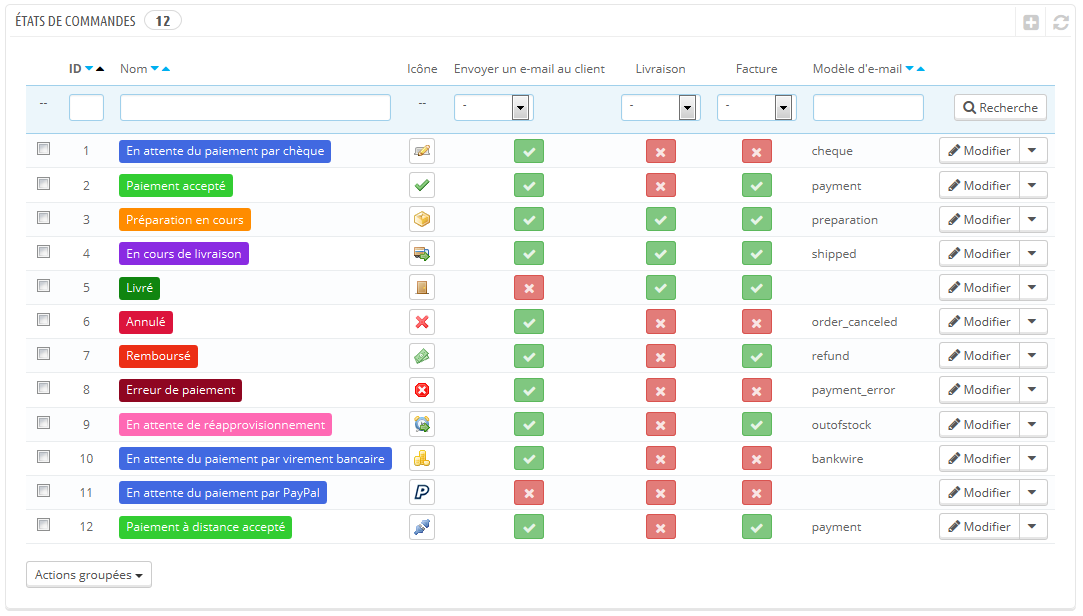 ÉTATS DE COMMANDES 12
ID Nom Icône Envoyer un e-mail au client Livraison Facture Modèle d'e-mail
-- -- - - - Recherche
1 En attente du paiement par chèque cheque Modifier
2 Paiement accepté payment Modifier
3 Préparation en cours preparation Modifier
4 En cours de livraison shipped Modifier
5 Livré Modifier
6 Annulé order_canceled Modifier
7 Remboursé refund Modifier
8 Erreur de paiement payment_error Modifier
9 En attente de réapprovisionnement outofstock Modifier
10 En attente du paiement par virement bancaire bankwire Modifier
11 En attente du paiement par PayPal Modifier
12 Paiement à distance accepté payment Modifier
Actions groupées